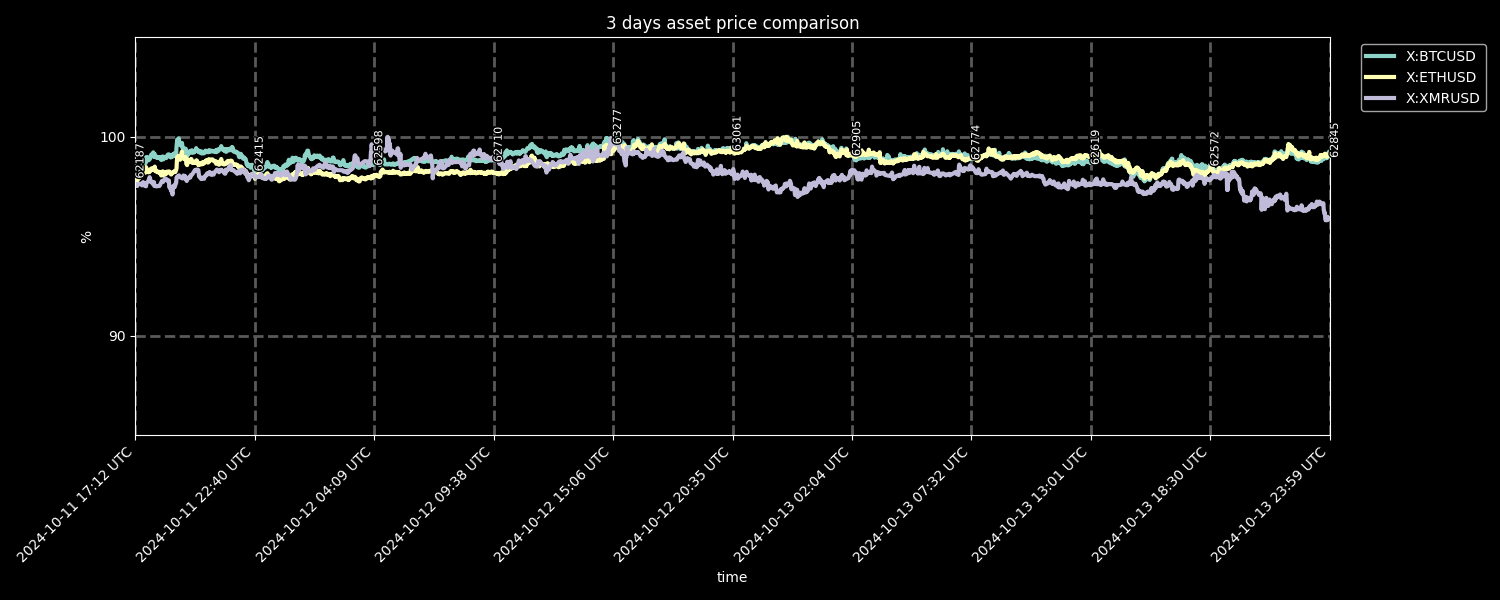 3 days asset price comparison
X:BTCUSD
X:ETHUSD
X:XMRUSD
100
90
%
62187
62415
62598
62710
63277
63061
62905
62774
62619
62572
62845
2024-10-11 17:12 UTC
2024-10-11 22:40 UTC
2024-10-12 04:09 UTC
2024-10-12 09:38 UTC
2024-10-12 15:06 UTC
2024-10-12 20:35 UTC
2024-10-13 02:04 UTC
2024-10-13 07:32 UTC
2024-10-13 13:01 UTC
2024-10-13 18:30 UTC
2024-10-13 23:59 UTC
time